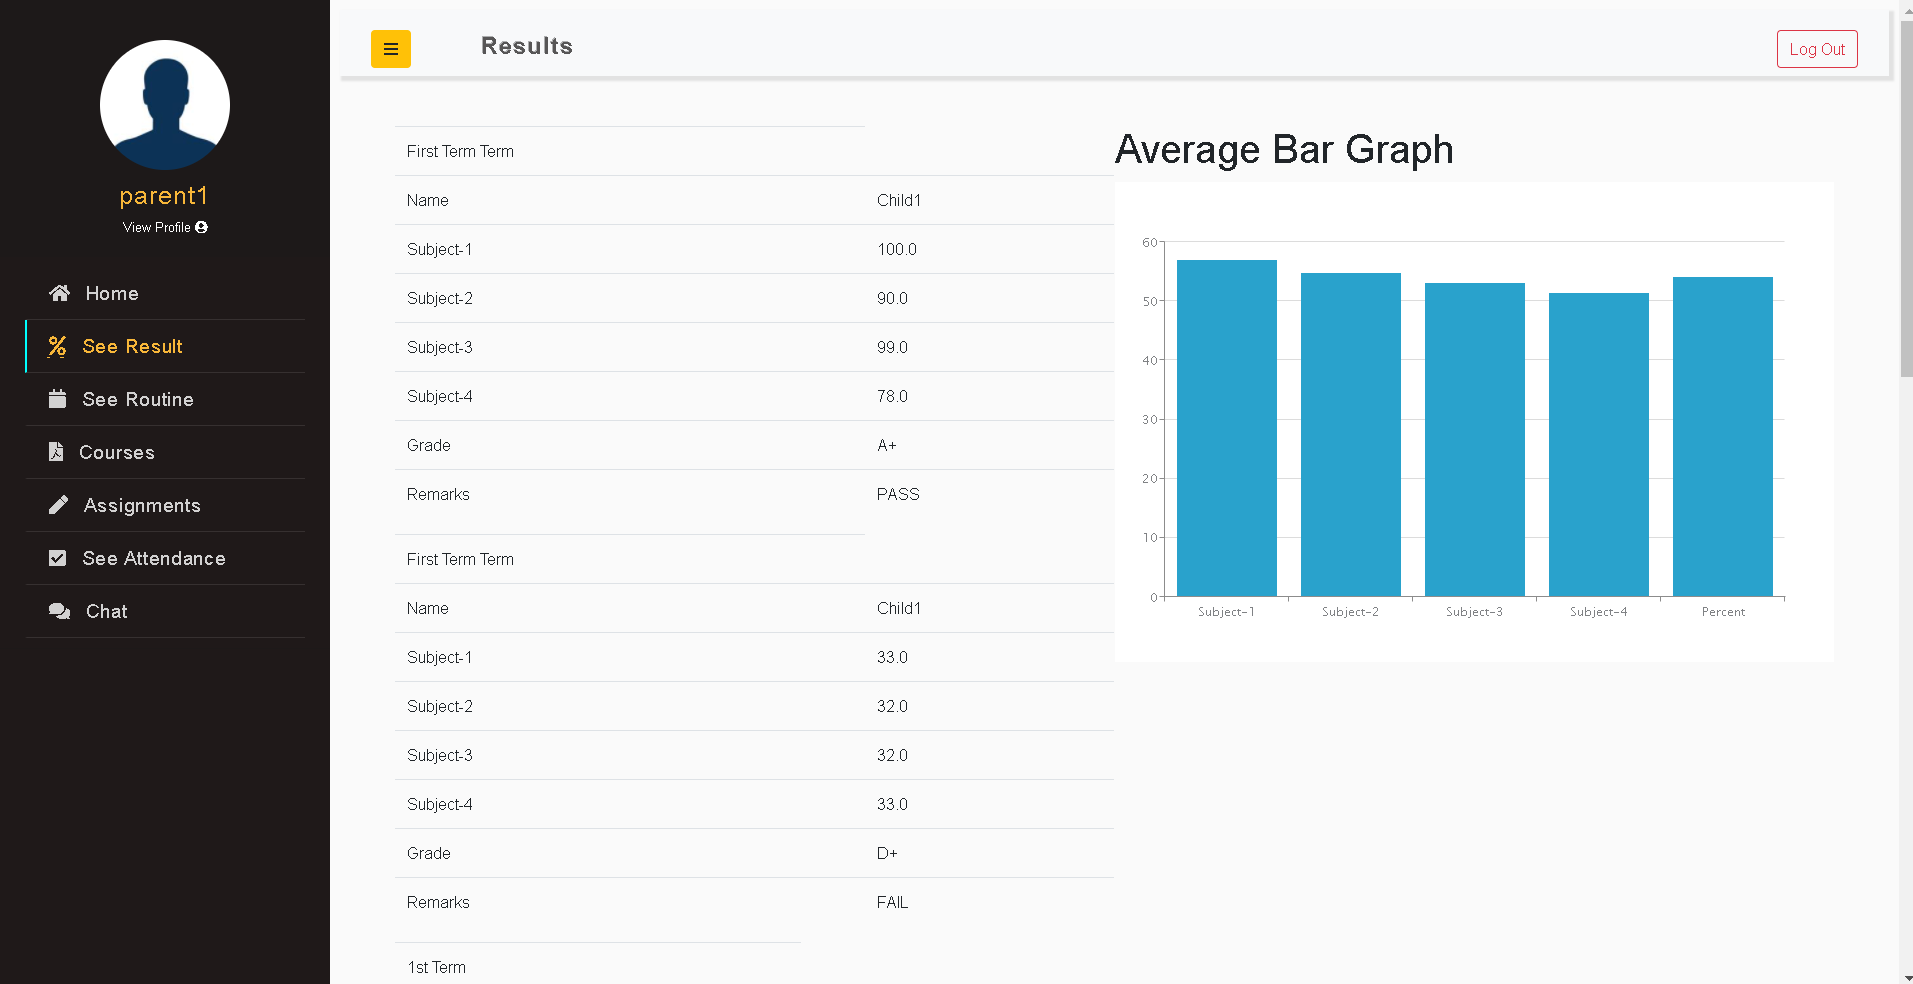 parent1
View Profile
Home
See Result
See Routine
Courses
Assignments
See Attendance
Chat
Results
Log Out
First Term Term
Name Child1
Subject-1 100.0
Subject-2 90.0
Subject-3 99.0
Subject-4 78.0
Grade A+
Remarks PASS
First Term Term
Name Child1
Subject-1 33.0
Subject-2 32.0
Subject-3 32.0
Subject-4 33.0
Grade D+
Remarks FAIL
1st Term
Average Bar Graph
60
50
40
30
20
10
0
Subject-1 Subject-2 Subject-3 Subject-4 Percent